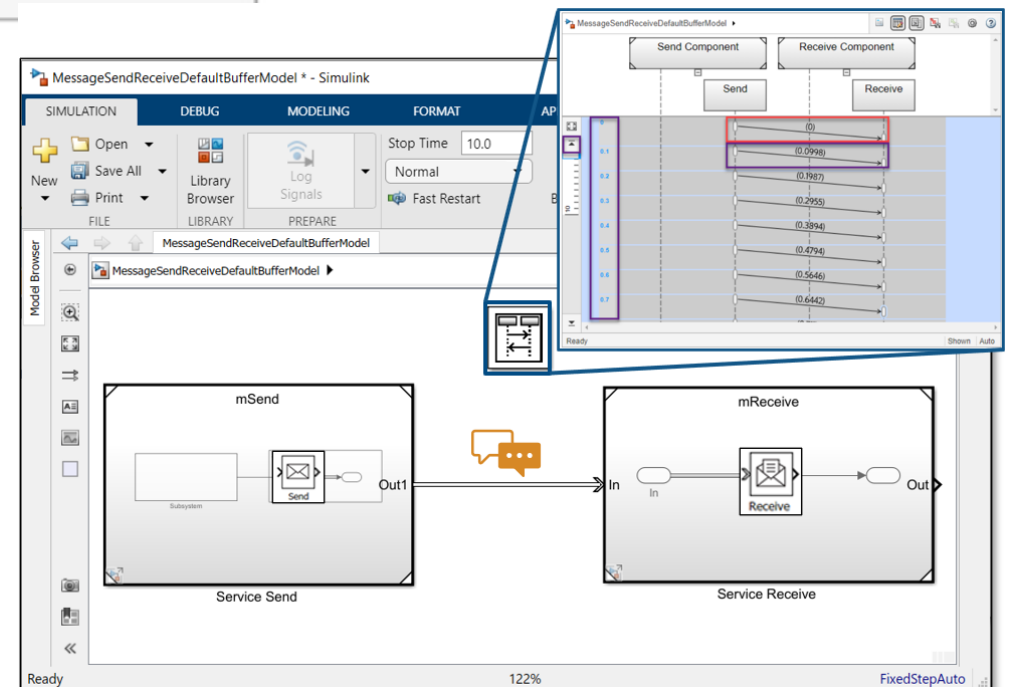 MessageSendReceiveDefaultBufferModel
Send Component
Receive Component
Send
Receive
0
(0)
0.1
(0.0998)
0.2
(0.1987)
0.3
(0.2955)
0.4
(0.3894)
0.5
(0.4794)
0.6
(0.5646)
0.7
(0.6442)
Ready
Shown
Auto
MessageSendReceiveDefaultBufferModel * - Simulink
SIMULATION
DEBUG
MODELING
FORMAT
AP
New
Open
Save All
Print
FILE
Library
Browser
LIBRARY
Log
Signals
PREPARE
Stop Time
10.0
Normal
Fast Restart
B
Model Browser
MessageSendReceiveDefaultBufferModel
MessageSendReceiveDefaultBufferModel
mSend
Send
Subsystem
Out1
Service Send
mReceive
In
In
Receive
Out
Service Receive
Ready
122%
FixedStepAuto